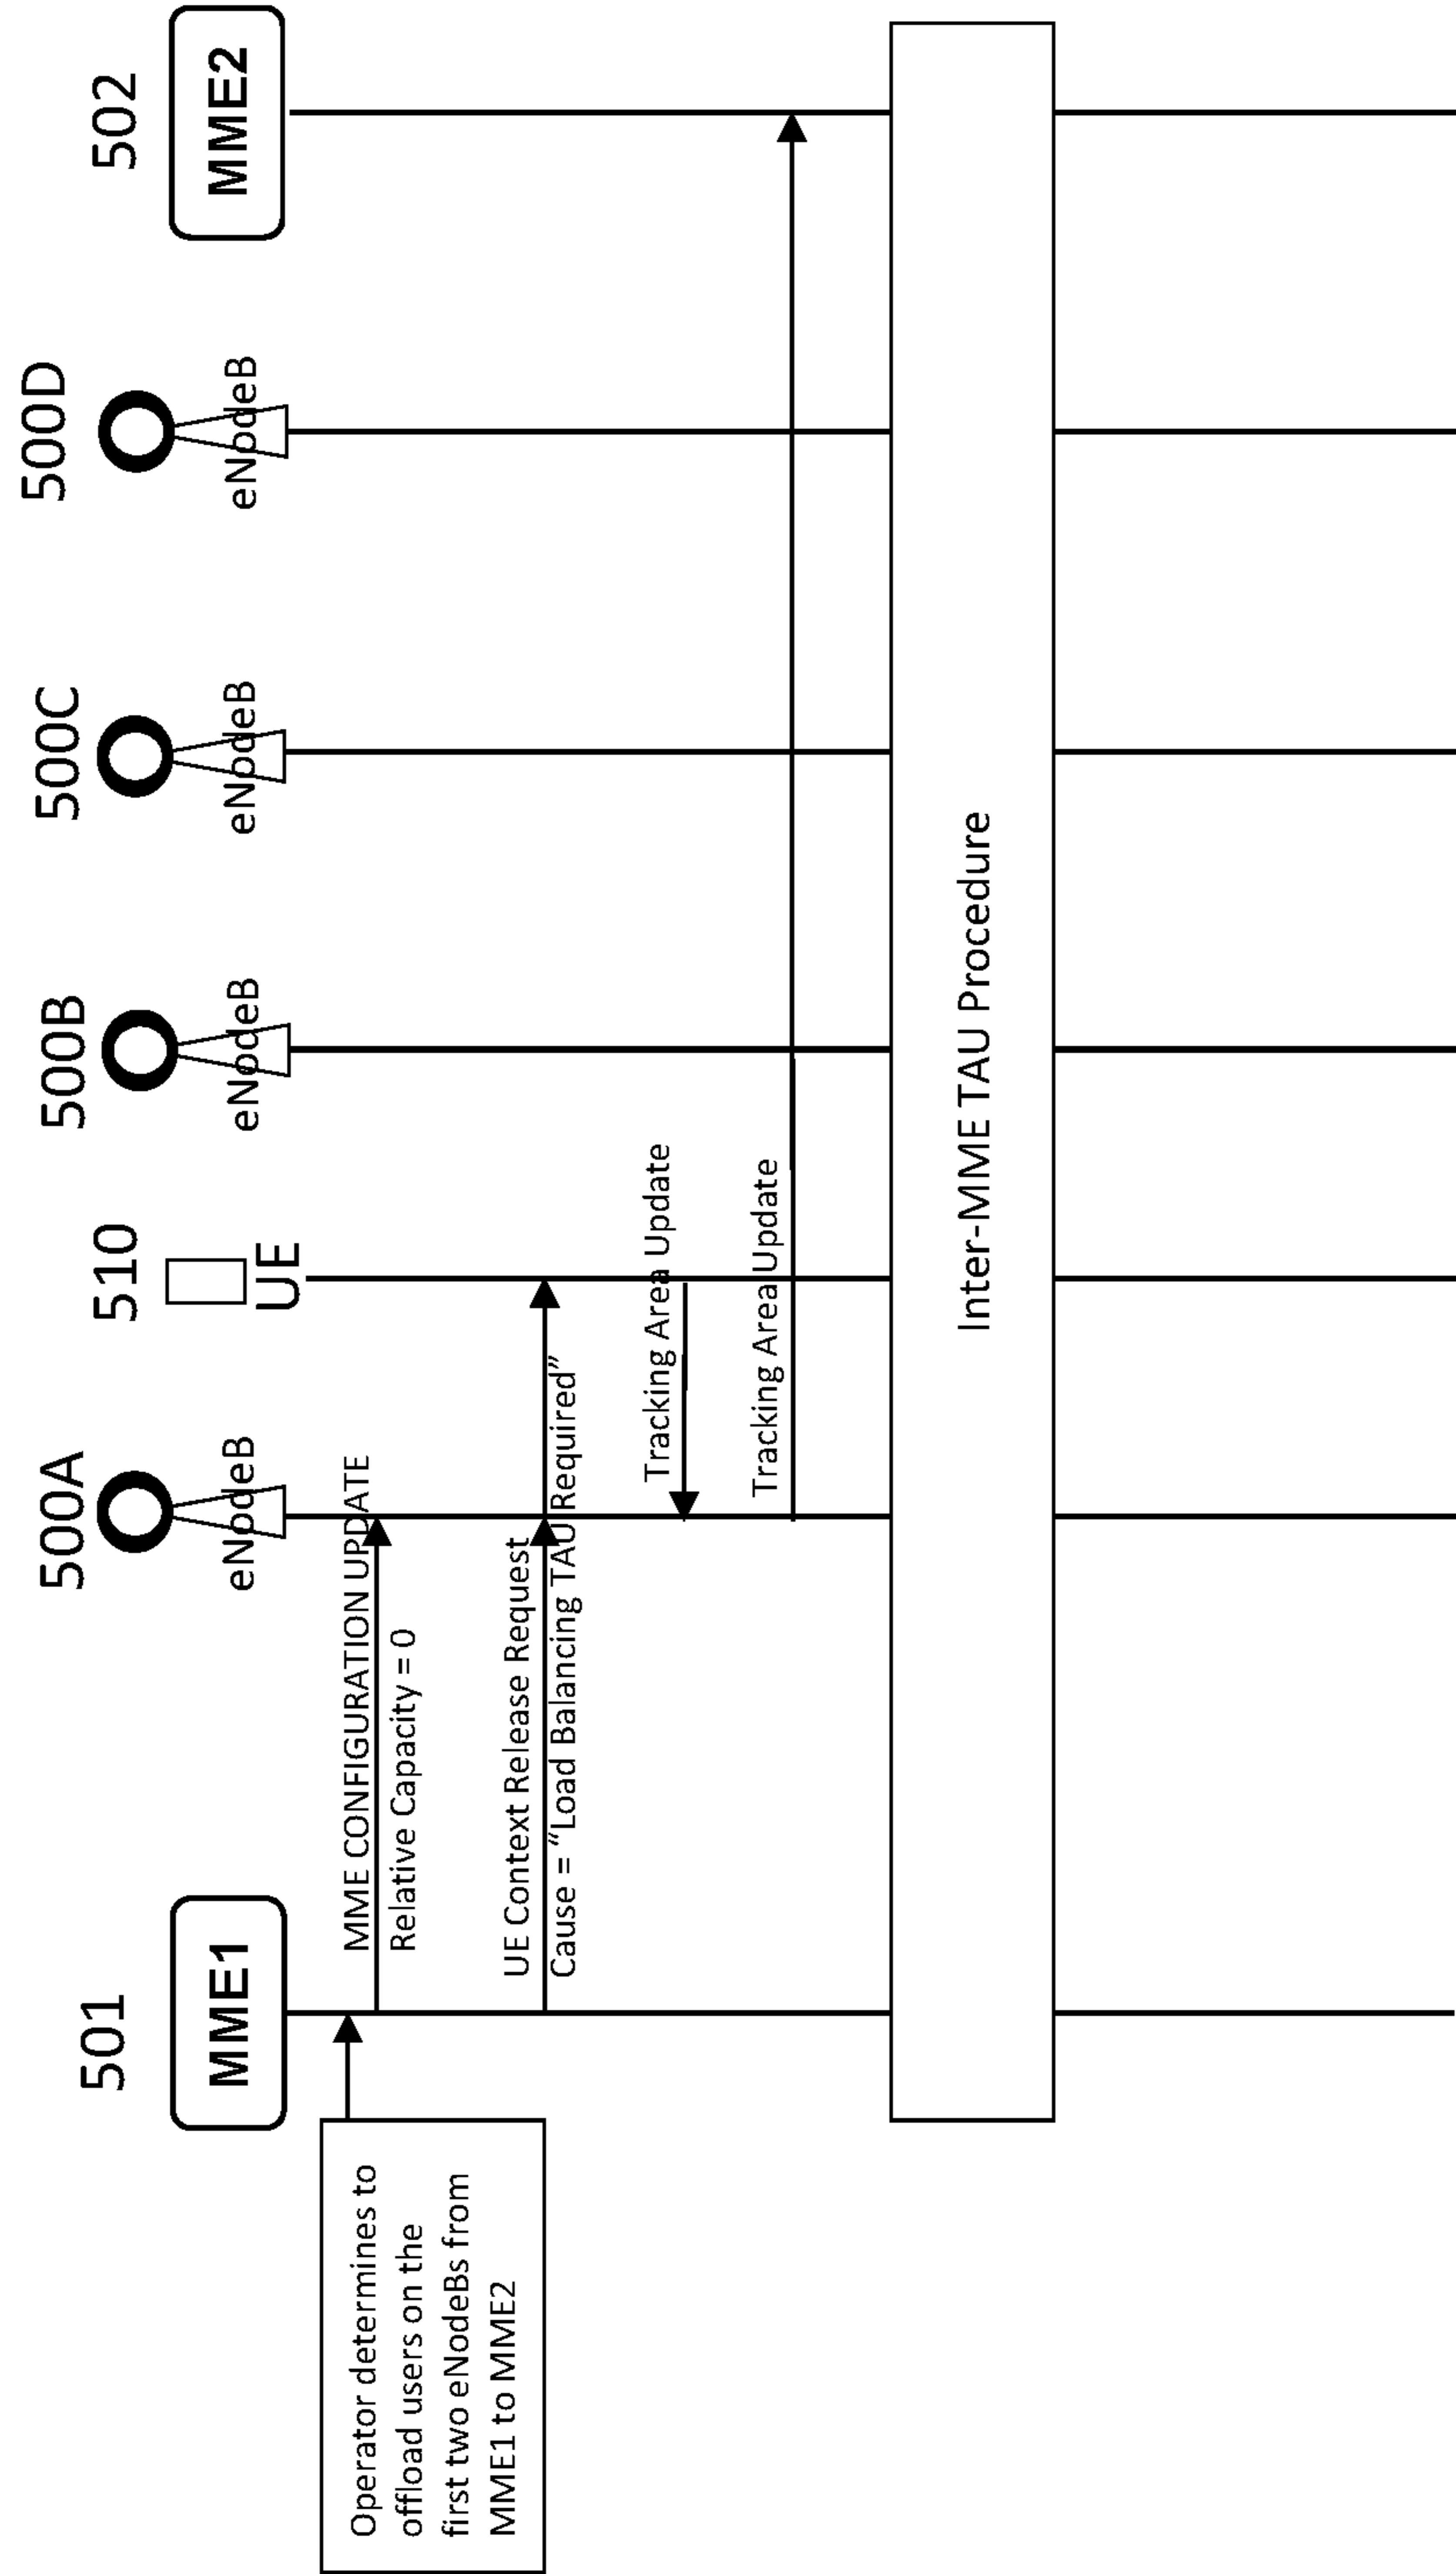 501
500A
510
500B
500C
500D
502
MME1
eNodeB
UE
eNodeB
eNodeB
eNodeB
MME2
Operator determines to
offload users on the
first two eNodeBs from
MME1 to MME2
MME CONFIGURATION UPDATE
Relative Capacity = 0
UE Context Release Request
Cause = “Load Balancing TAU Required”
Tracking Area Update
Tracking Area Update
Inter-MME TAU Procedure